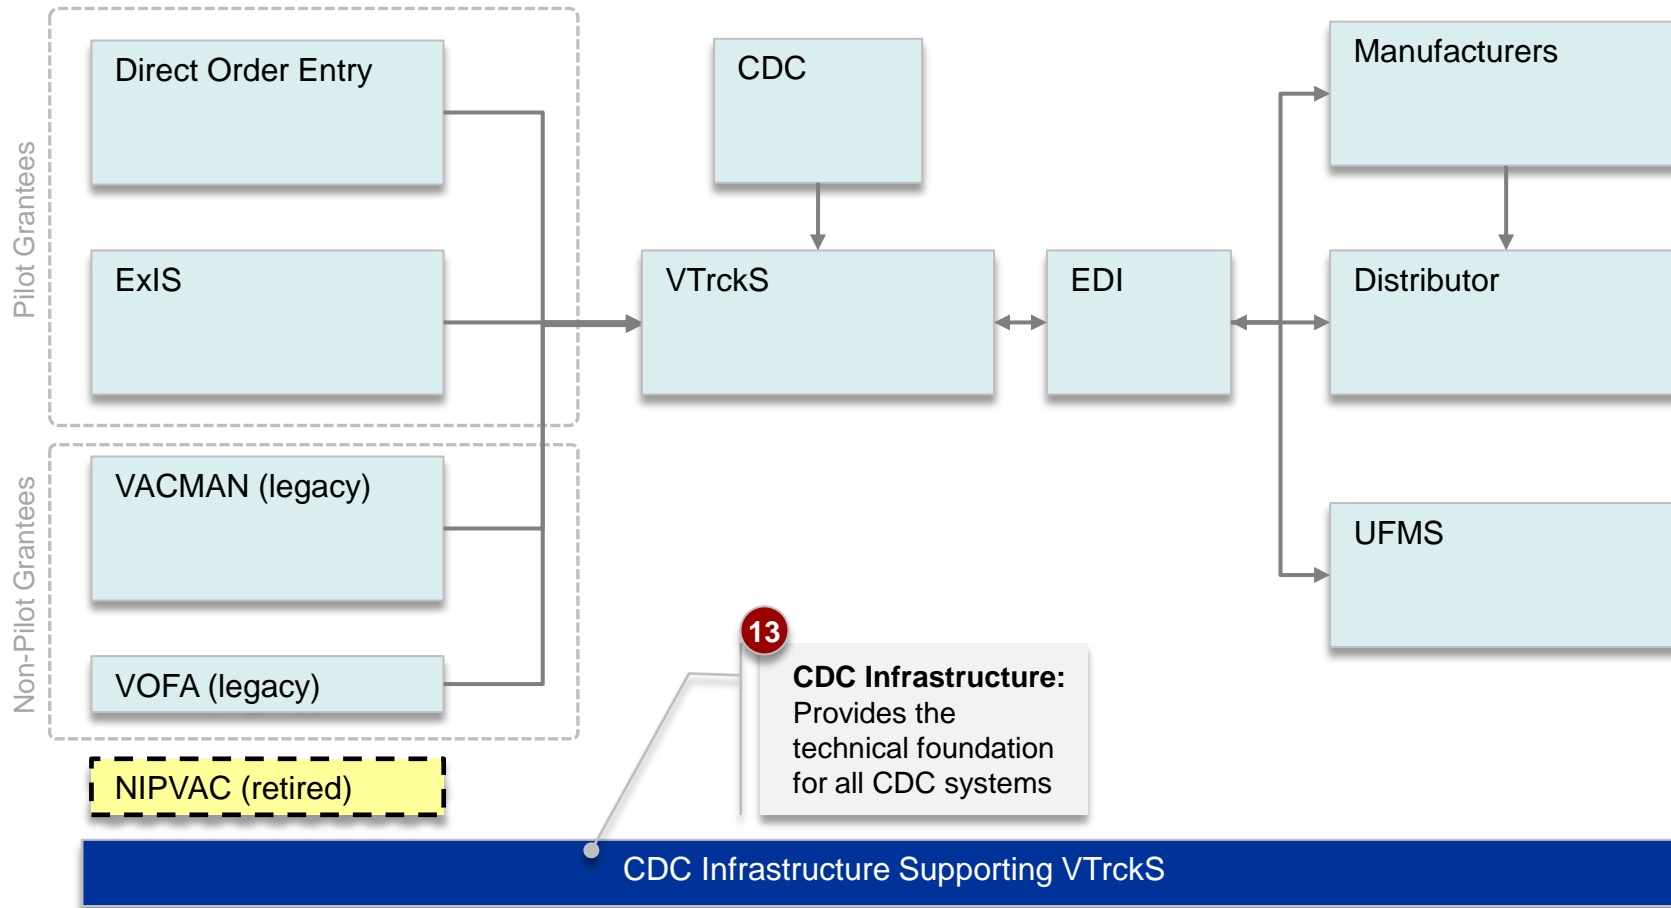 Pilot Grantees
Direct Order Entry
CDC
Manufacturers
ExIS
VTrckS
EDI
Distributor
Non-Pilot Grantees
VACMAN (legacy)
UFMS
VOFA (legacy)
13
CDC Infrastructure:
Provides the
technical foundation
for all CDC systems
NIPVAC (retired)
CDC Infrastructure Supporting VTrckS